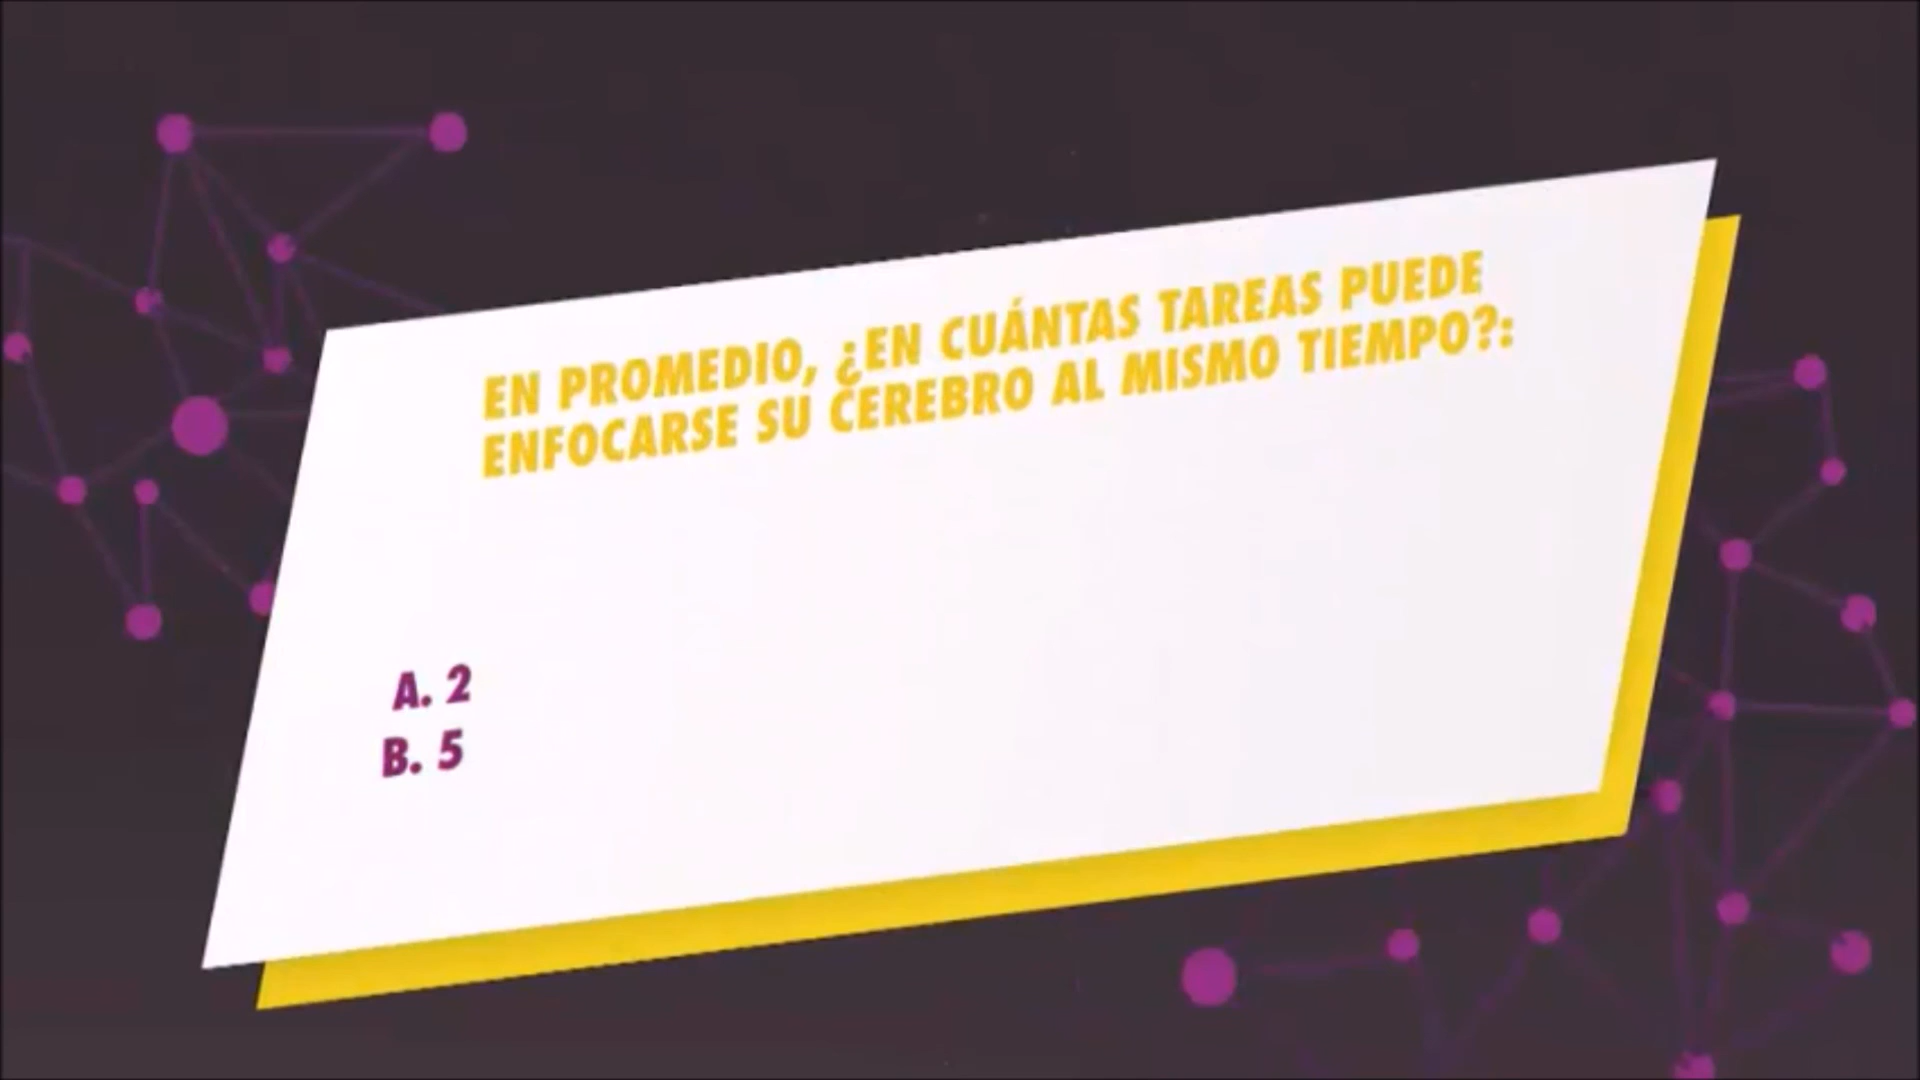 EN PROMEDIO, ¿EN CUÁNTAS TAREAS PUEDE
ENFOCARSE SU CEREBRO AL MISMO TIEMPO?:
A. 2
B. 5